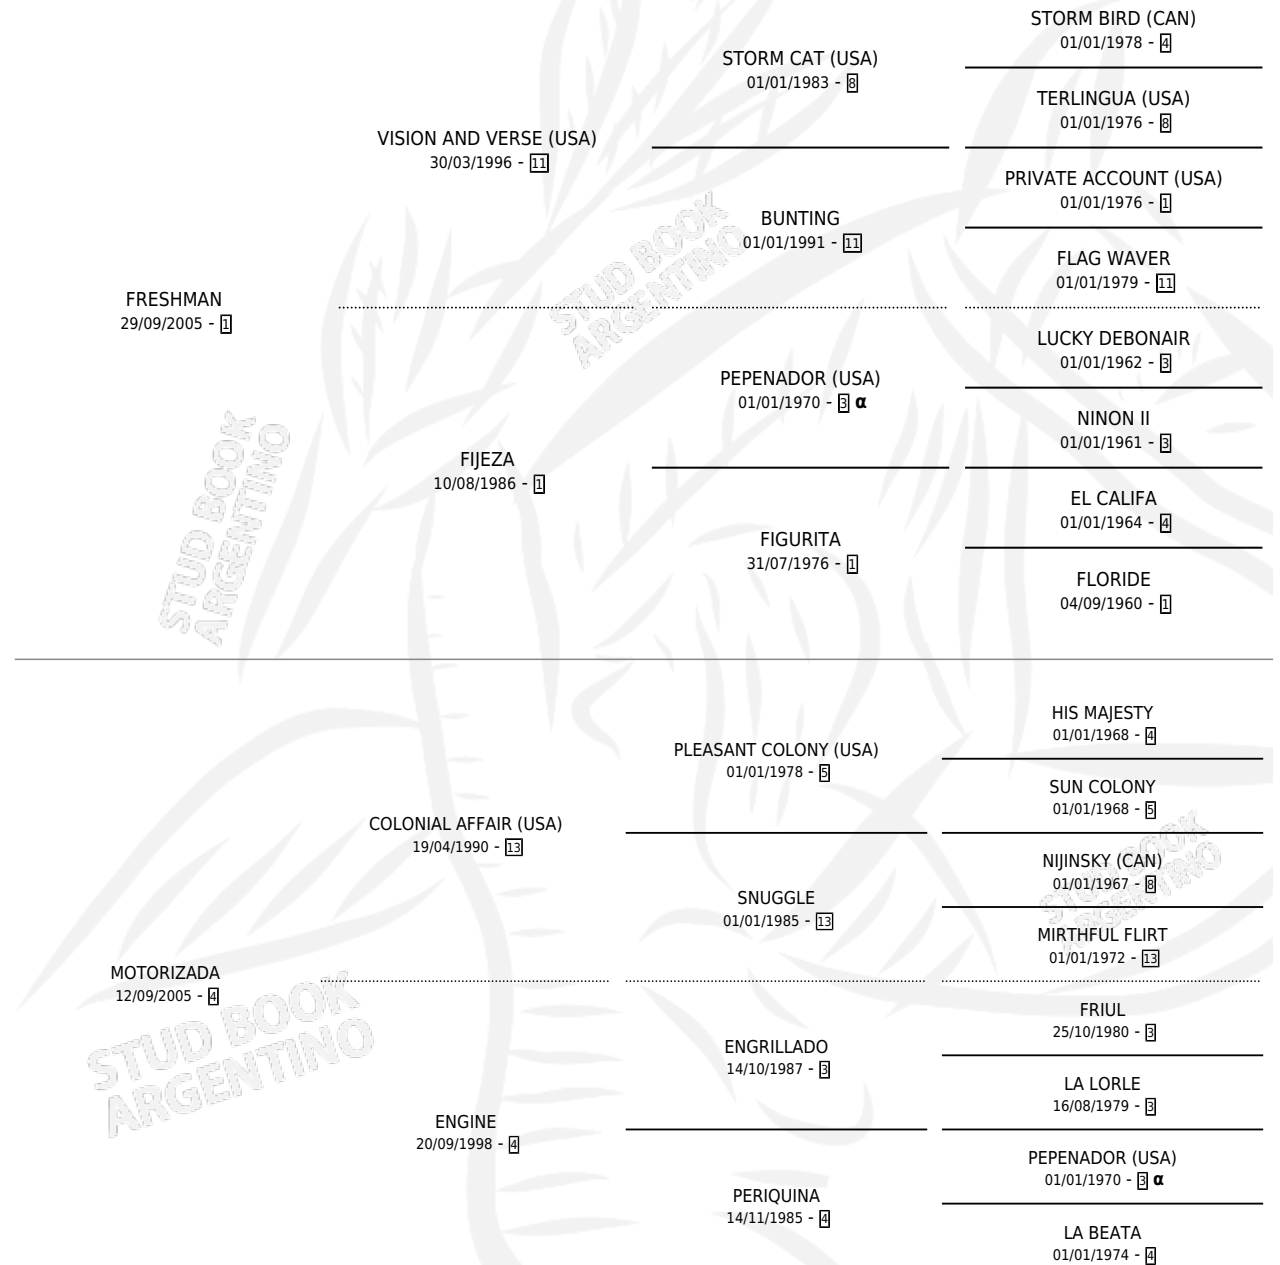 STORM BIRD (CAN)
01/01/1978 - 4
STORM CAT (USA)
01/01/1983 - 8
TERLINGUA (USA)
01/01/1976 - 8
VISION AND VERSE (USA)
30/03/1996 - 11
PRIVATE ACCOUNT (USA)
01/01/1976 - 1
BUNTING
01/01/1991 - 11
FLAG WAVER
01/01/1979 - 11
STUD BOOK
ARGENTINO
FRESHMAN
29/09/2005 - 1
LUCKY DEBONAIR
01/01/1962 - 3
PEPENADOR (USA)
01/01/1970 - 3 α
NINON II
01/01/1961 - 3
FIJEZA
10/08/1986 - 1
EL CALIFA
01/01/1964 - 4
FIGURITA
31/07/1976 - 1
FLORIDE
04/09/1960 - 1
STUD BOOK
ARGENTINO
HIS MAJESTY
01/01/1968 - 4
PLEASANT COLONY (USA)
01/01/1978 - 5
SUN COLONY
01/01/1968 - 5
COLONIAL AFFAIR (USA)
19/04/1990 - 13
NIJINSKY (CAN)
01/01/1967 - 8
SNUGGLE
01/01/1985 - 13
MIRTHFUL FLIRT
01/01/1972 - 13
STUD BOOK
ARGENTINO
MOTORIZADA
12/09/2005 - 4
FRIUL
25/10/1980 - 3
ENGRILLADO
14/10/1987 - 3
LA LORLE
16/08/1979 - 3
STUD BOOK
ARGENTINO
ENGINE
20/09/1998 - 4
PEPENADOR (USA)
01/01/1970 - 3 α
PERIQUINA
14/11/1985 - 4
LA BEATA
01/01/1974 - 4